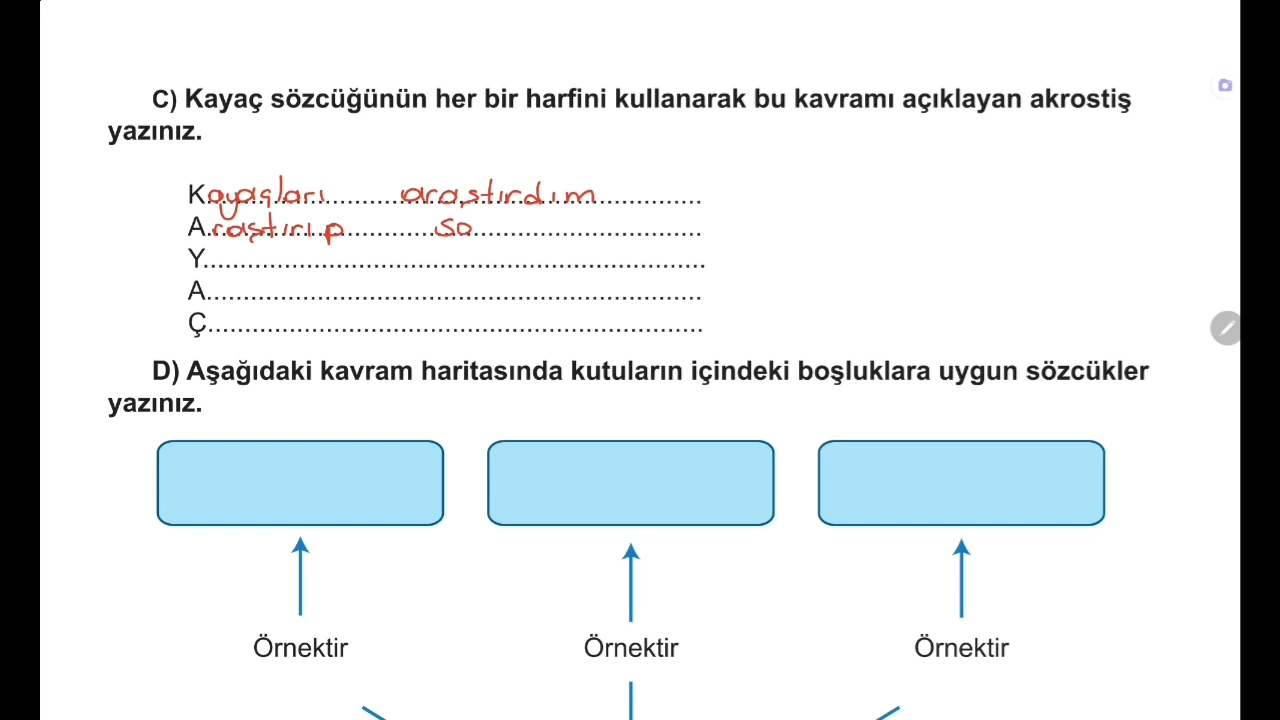 C) Kayaç sözcüğünün her bir harfini kullanarak bu kavramı açıklayan akrostiş
yazınız.
Kayaçları araştırdım
Araştırıp so
Y
A
Ç
D) Aşağıdaki kavram haritasında kutuların içindeki boşluklara uygun sözcükler
yazınız.
Örnektir Örnektir Örnektir